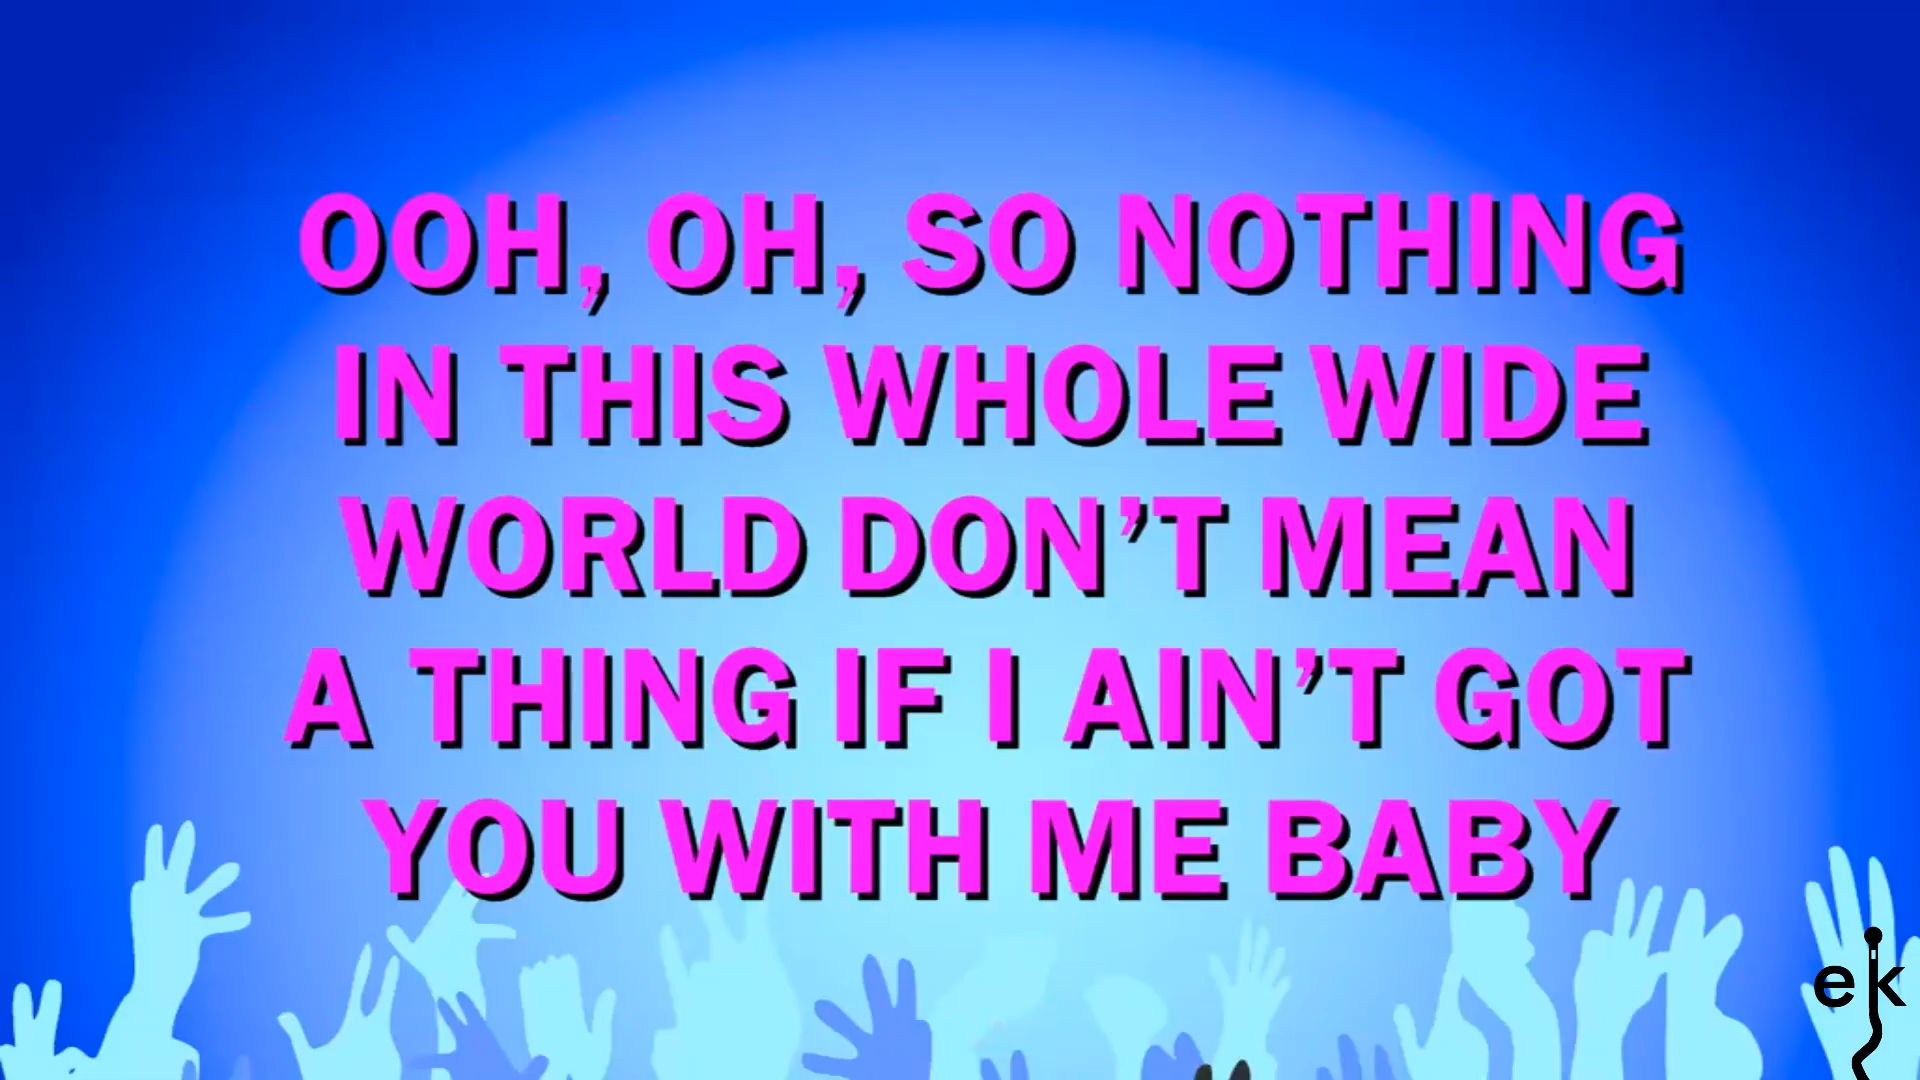 OOH, OH, SO NOTHING
IN THIS WHOLE WIDE
WORLD DON’T MEAN
A THING IF I AIN’T GOT
YOU WITH ME BABY
ek